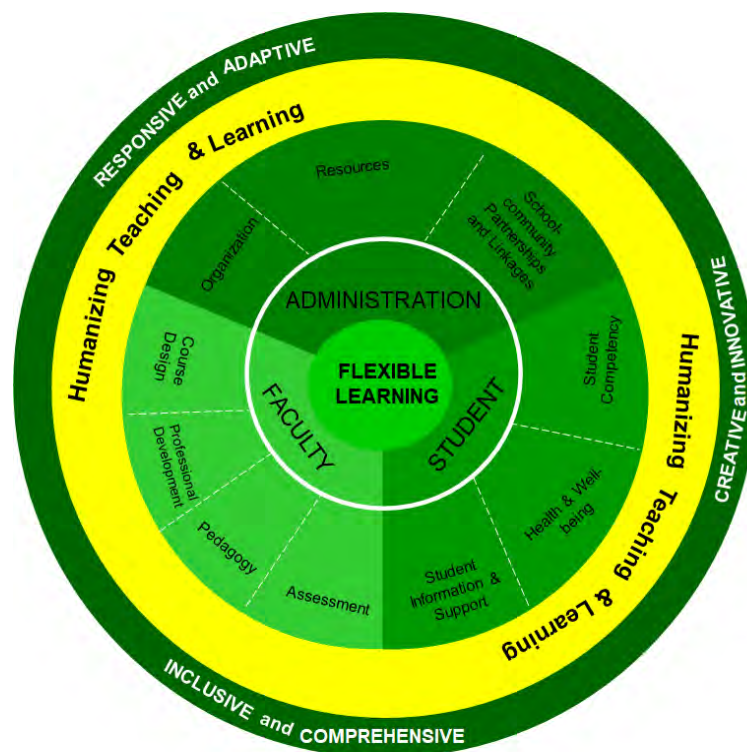 RESPONSIVE and ADAPTIVE
Humanizing Teaching & Learning
Resources
School-
community
Partnerships
and Linkages
Organization
ADMINISTRATION
Course
Design
Student
Competency
FLEXIBLE
LEARNING
FACULTY
STUDENT
Professional
Development
Pedagogy
Assessment
Student
Information &
Support
Health & Well-
being
Humanizing Teaching & Learning
CREATIVE and INNOVATIVE
INCLUSIVE and COMPREHENSIVE